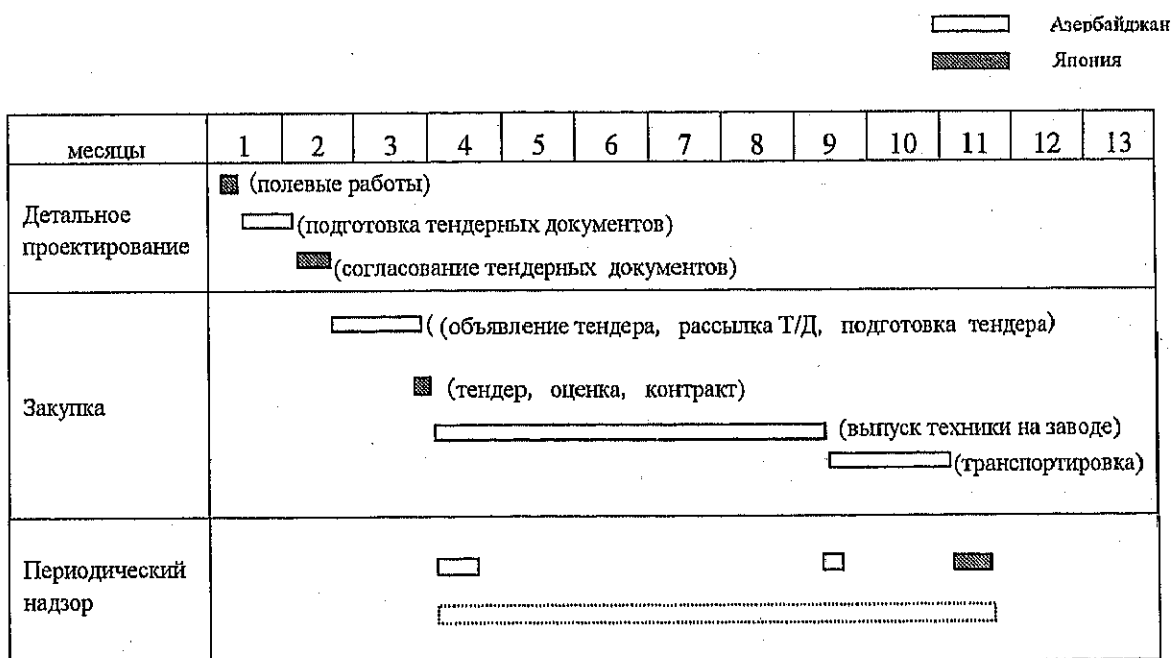 Азербайджан
Япония
месяцы 1 2 3 4 5 6 7 8 9 10 11 12 13
Детальное
проектирование
(полевые работы)
(подготовка тендерных документов)
(согласование тендерных документов)
Закупка
( (объявление тендера, рассылка Т/Д, подготовка тендера)
(тендер, оценка, контракт)
(выпуск техники на заводе)
(транспортировка)
Периодический
надзор